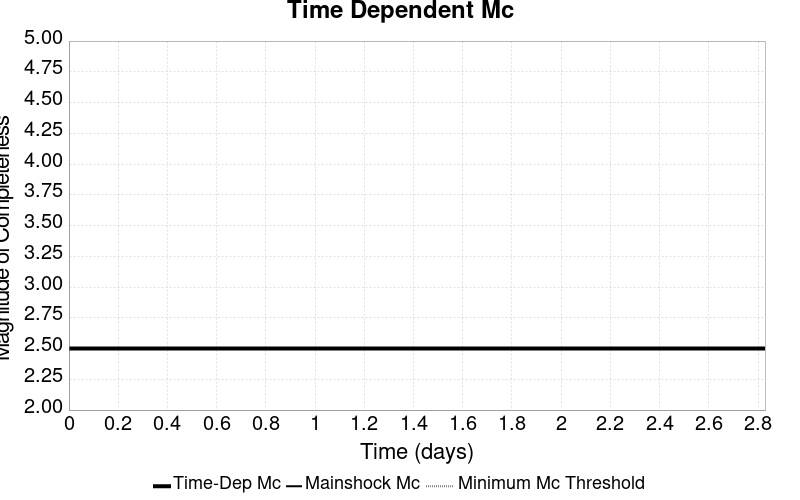 Time Dependent Mc
5.00
4.75
4.50
4.25
4.00
3.75
3.50
3.25
3.00
2.75
2.50
2.25
2.00
Magnitude of Completeness
0 0.2 0.4 0.6 0.8 1 1.2 1.4 1.6 1.8 2 2.2 2.4 2.6 2.8
Time (days)
Time-Dep Mc Mainshock Mc Minimum Mc Threshold